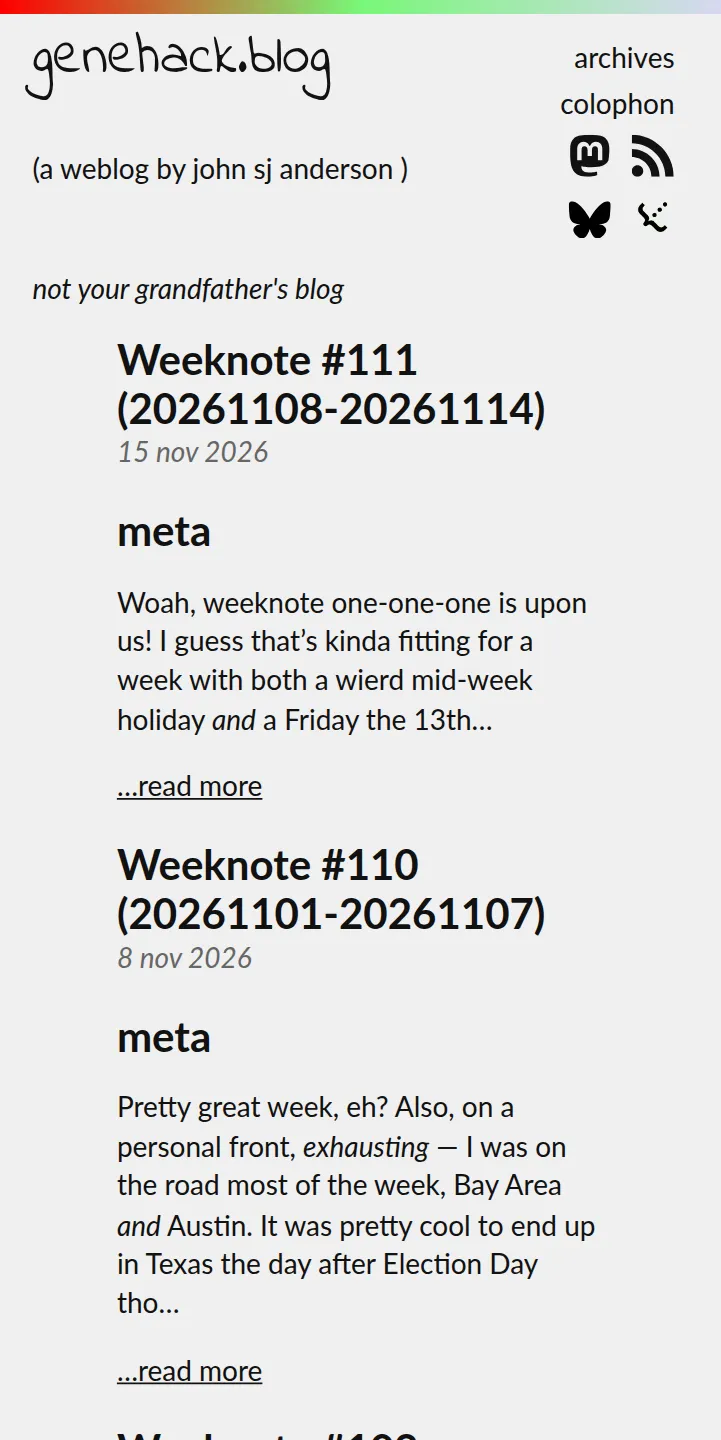 genehack.blog
archives
colophon
(a weblog by john sj anderson )
not your grandfather's blog
Weeknote #111
(20261108-20261114)
15 nov 2026
meta
Woah, weeknote one-one-one is upon
us! I guess that’s kinda fitting for a
week with both a wierd mid-week
holiday and a Friday the 13th…
…read more
Weeknote #110
(20261101-20261107)
8 nov 2026
meta
Pretty great week, eh? Also, on a
personal front, exhausting — I was on
the road most of the week, Bay Area
and Austin. It was pretty cool to end up
in Texas the day after Election Day
tho…
…read more